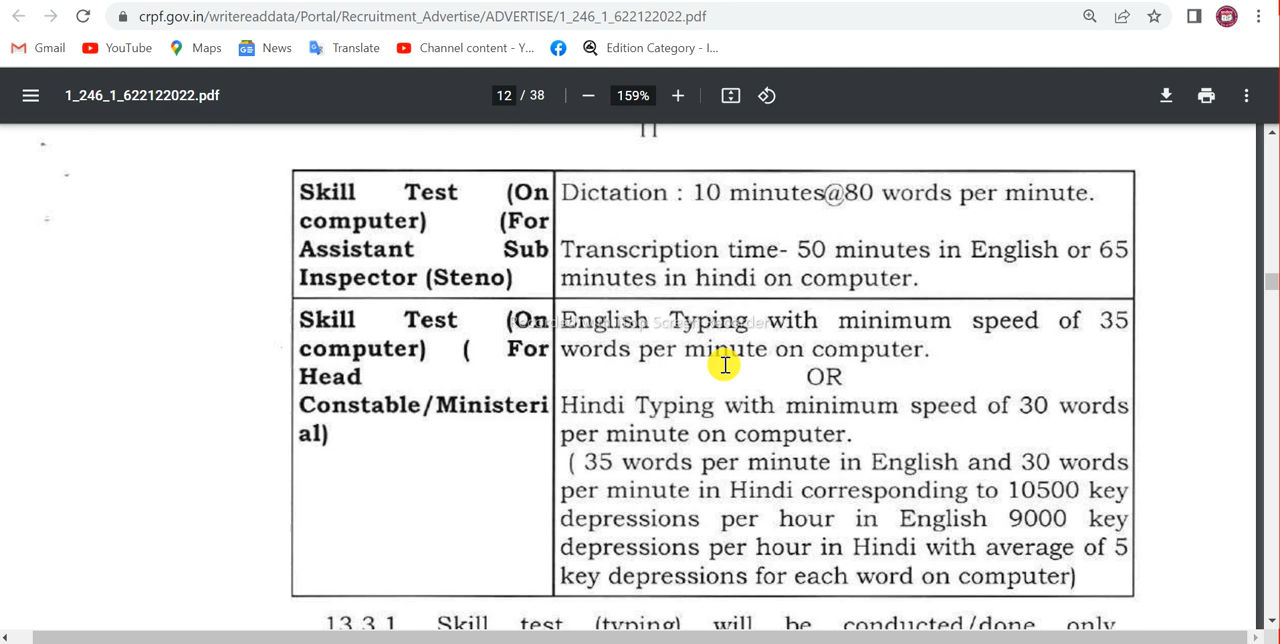 crpf.gov.in/writereaddata/Portal/Recruitment_Advertise/ADVERTISE/1_246_1_622122022.pdf
Gmail YouTube Maps News Translate Channel content - Y... Edition Category - I...
1_246_1_622122022.pdf 12 / 38 159%
11
Skill Test (On Dictation : 10 minutes@80 words per minute.
computer) (For
Assistant Sub Transcription time- 50 minutes in English or 65
Inspector (Steno) minutes in hindi on computer.
Skill Test (On English Typing with minimum speed of 35
computer) ( For words per minute on computer.
Head OR
Constable/Ministeri Hindi Typing with minimum speed of 30 words
al) per minute on computer.
( 35 words per minute in English and 30 words
per minute in Hindi corresponding to 10500 key
depressions per hour in English 9000 key
depressions per hour in Hindi with average of 5
key depressions for each word on computer)
13.3.1 Skill test (typing) will be conducted/done only